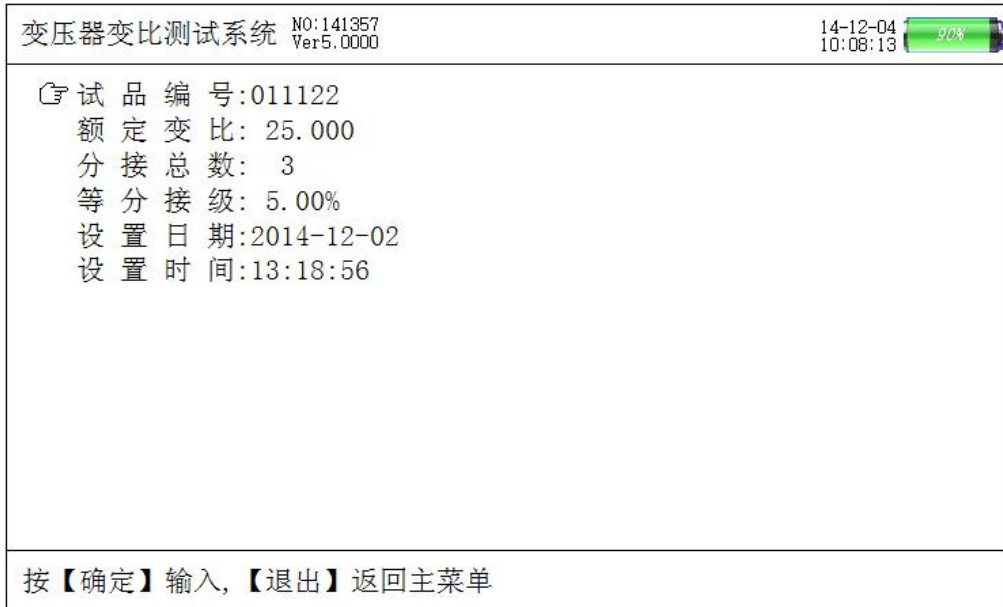 变压器变比测试系统 NO:141357
Ver5.0000
14-12-04
10:08:13
90%
试 品 编 号:011122
额 定 变 比: 25.000
分 接 总 数: 3
等 分 接 级: 5.00%
设 置 日 期:2014-12-02
设 置 时 间:13:18:56
按【确定】输入,【退出】返回主菜单